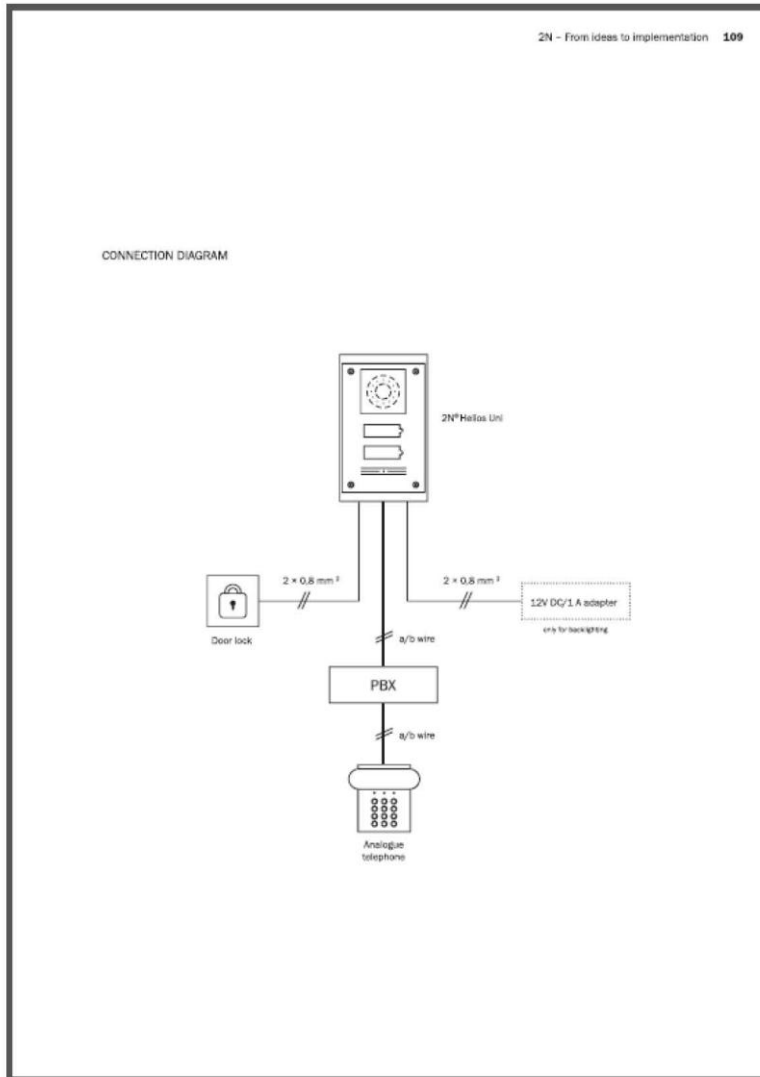 2N – From ideas to implementation 109
CONNECTION DIAGRAM
2N® Helios Uni
2 × 0,8 mm ²
2 × 0,8 mm ²
12V DC/1 A adapter
only for backlighting
Door lock
a/b wire
PBX
a/b wire
Analogue
telephone